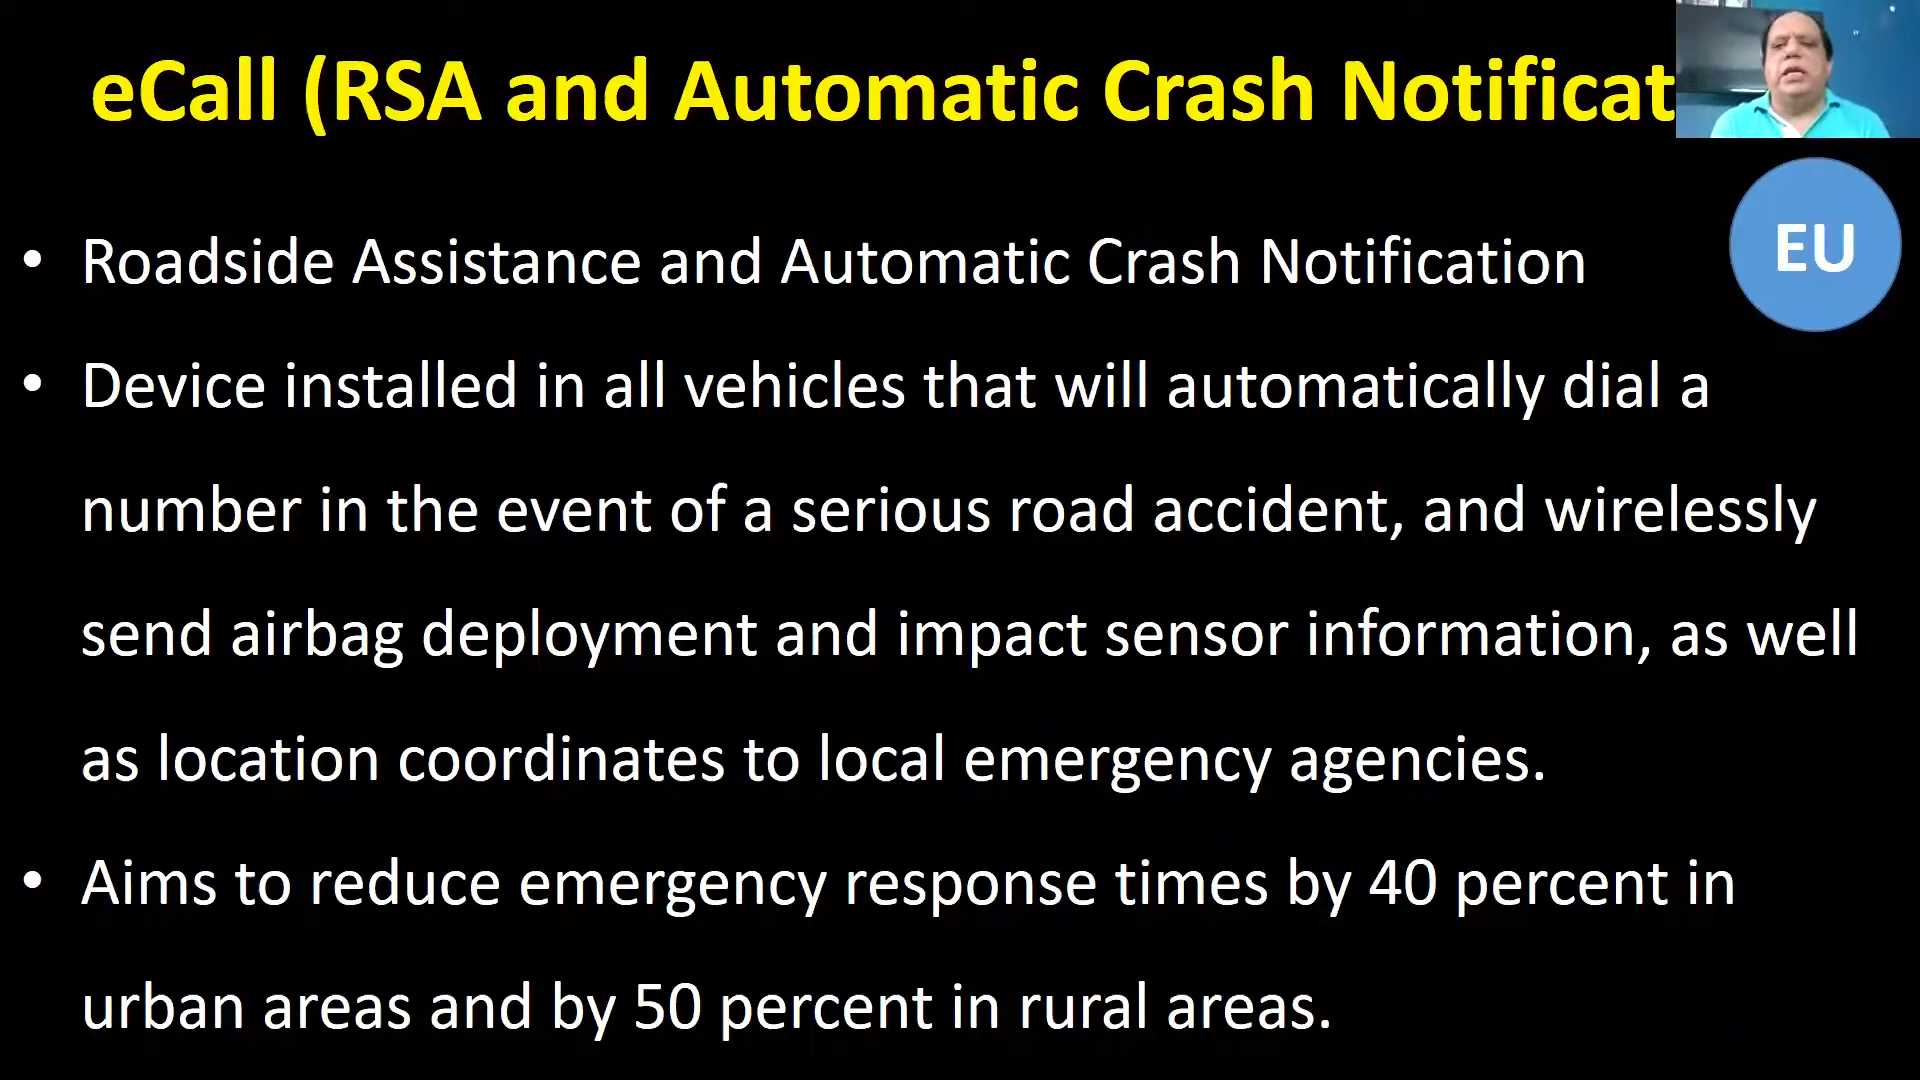 eCall (RSA and Automatic Crash Notificat
EU
• Roadside Assistance and Automatic Crash Notification
• Device installed in all vehicles that will automatically dial a
number in the event of a serious road accident, and wirelessly
send airbag deployment and impact sensor information, as well
as location coordinates to local emergency agencies.
• Aims to reduce emergency response times by 40 percent in
urban areas and by 50 percent in rural areas.